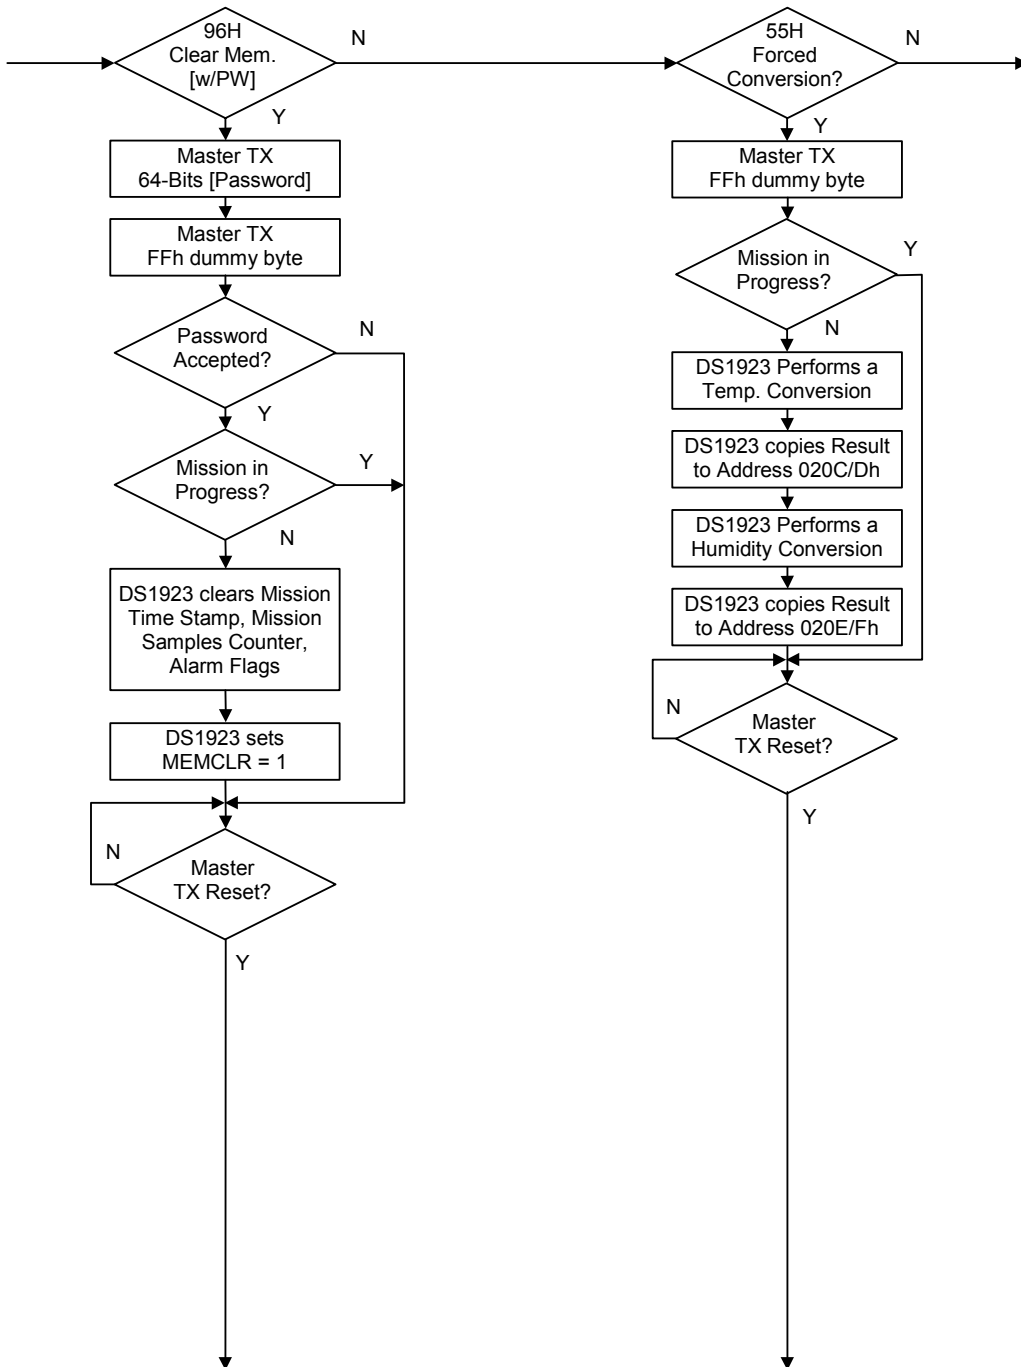 96H
Clear Mem.
[w/PW]
N
Y
Master TX
64-Bits [Password]
Master TX
FFh dummy byte
Password
Accepted?
N
Y
Mission in
Progress?
Y
N
DS1923 clears Mission
Time Stamp, Mission
Samples Counter,
Alarm Flags
DS1923 sets
MEMCLR = 1
N
Master
TX Reset?
Y
55H
Forced
Conversion?
N
Y
Master TX
FFh dummy byte
Mission in
Progress?
Y
N
DS1923 Performs a
Temp. Conversion
DS1923 copies Result
to Address 020C/Dh
DS1923 Performs a
Humidity Conversion
DS1923 copies Result
to Address 020E/Fh
N
Master
TX Reset?
Y